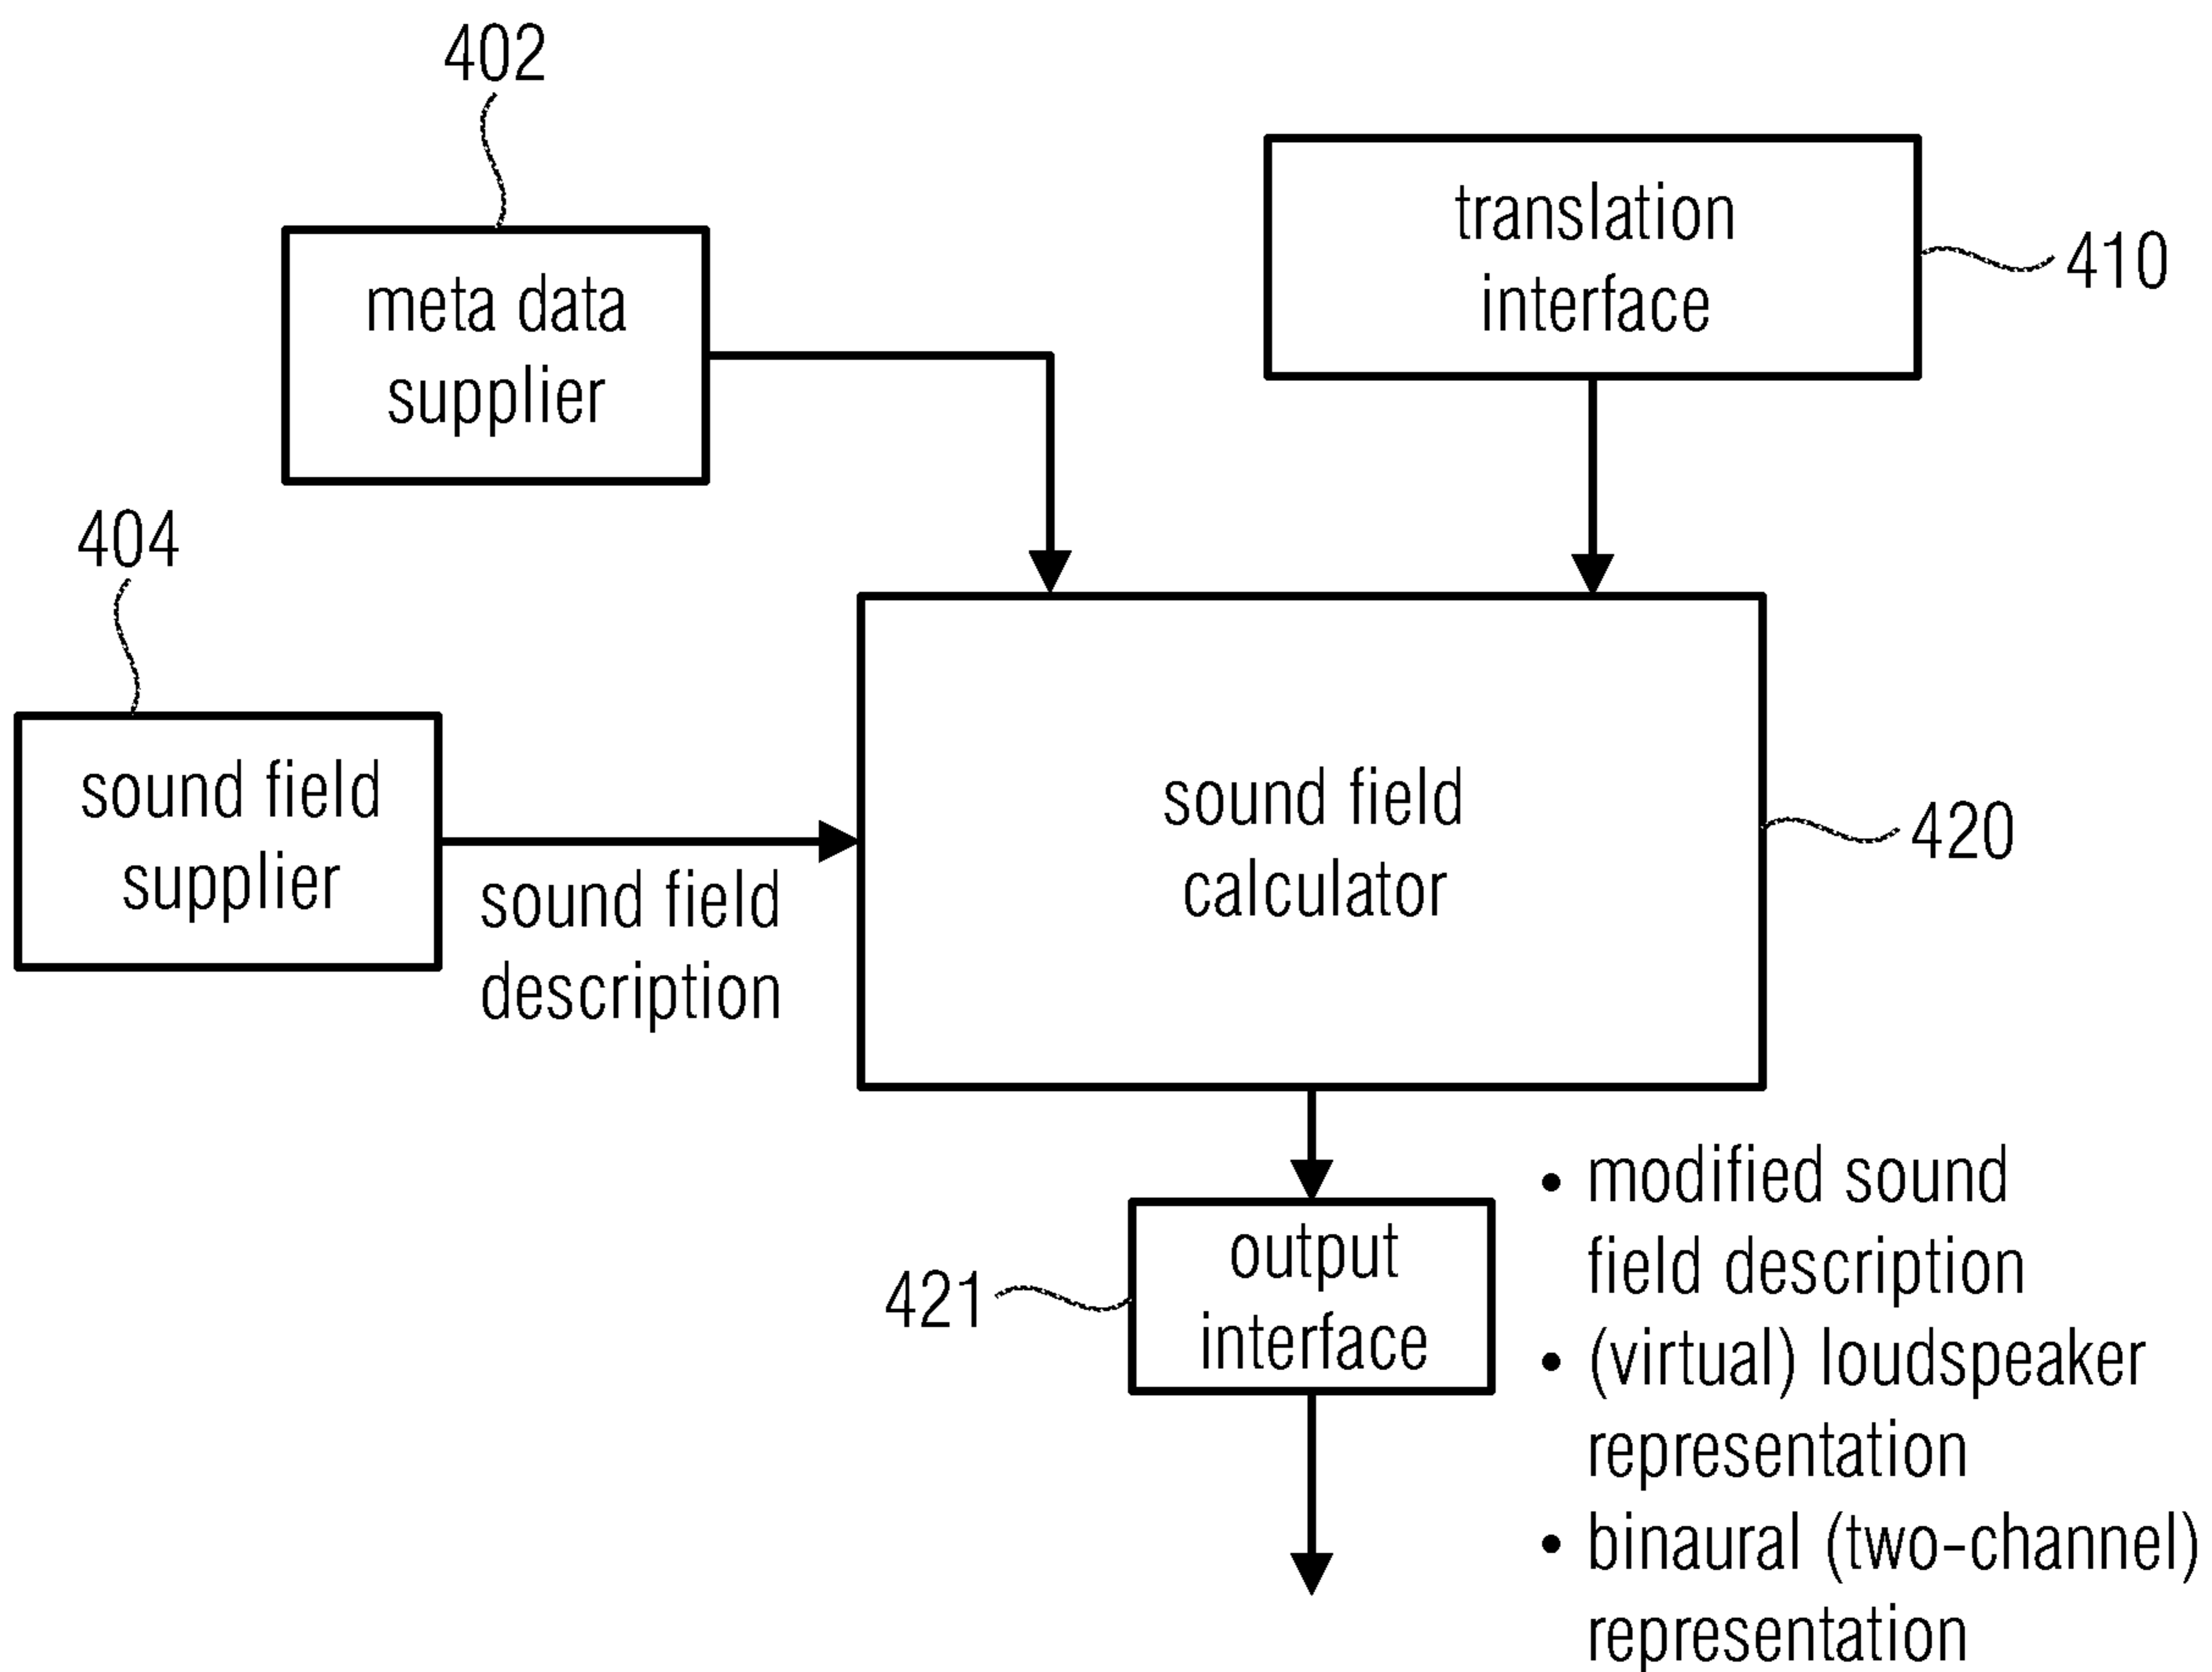 402
translation
interface
410
meta data
supplier
404
sound field
supplier
sound field
description
sound field
calculator
420
421
output
interface
• modified sound
field description
• (virtual) loudspeaker
representation
• binaural (two-channel)
representation